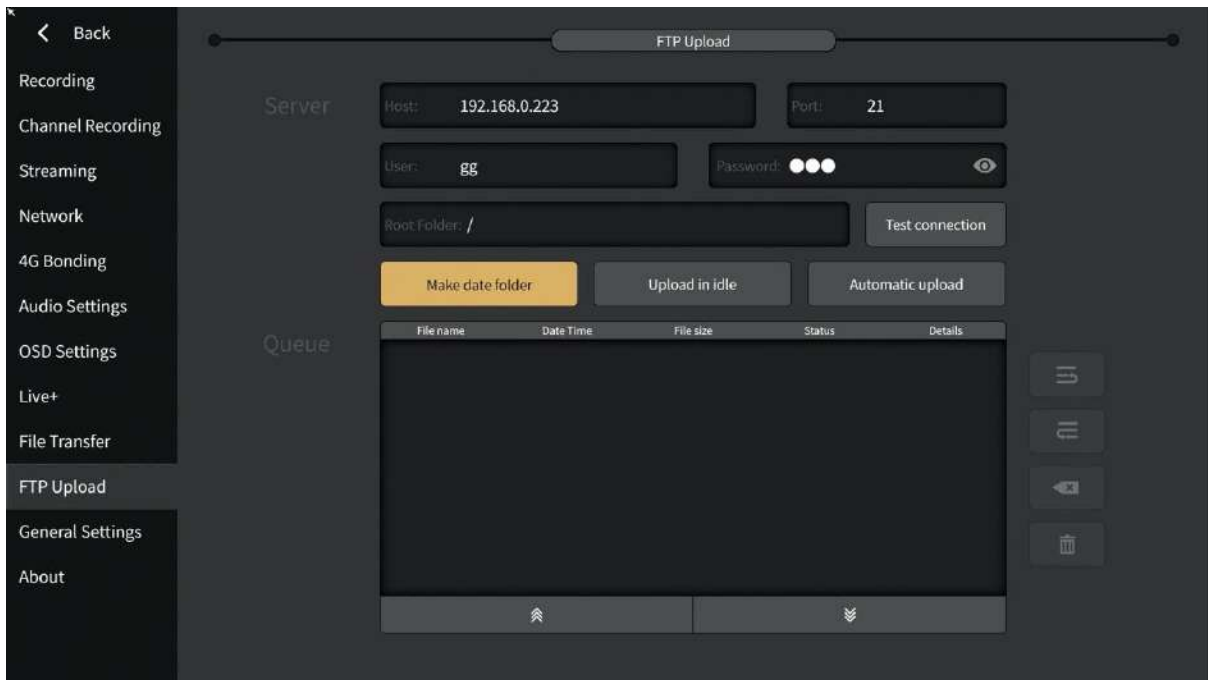 Back
FTP Upload
Recording
Channel Recording
Streaming
Network
4G Bonding
Audio Settings
OSD Settings
Live+
File Transfer
FTP Upload
General Settings
About
Server
Host: 192.168.0.223
Port: 21
User: gg
Password:
Root Folder: /
Test connection
Make date folder
Upload in idle
Automatic upload
Queue
File name Date Time File size Status Details